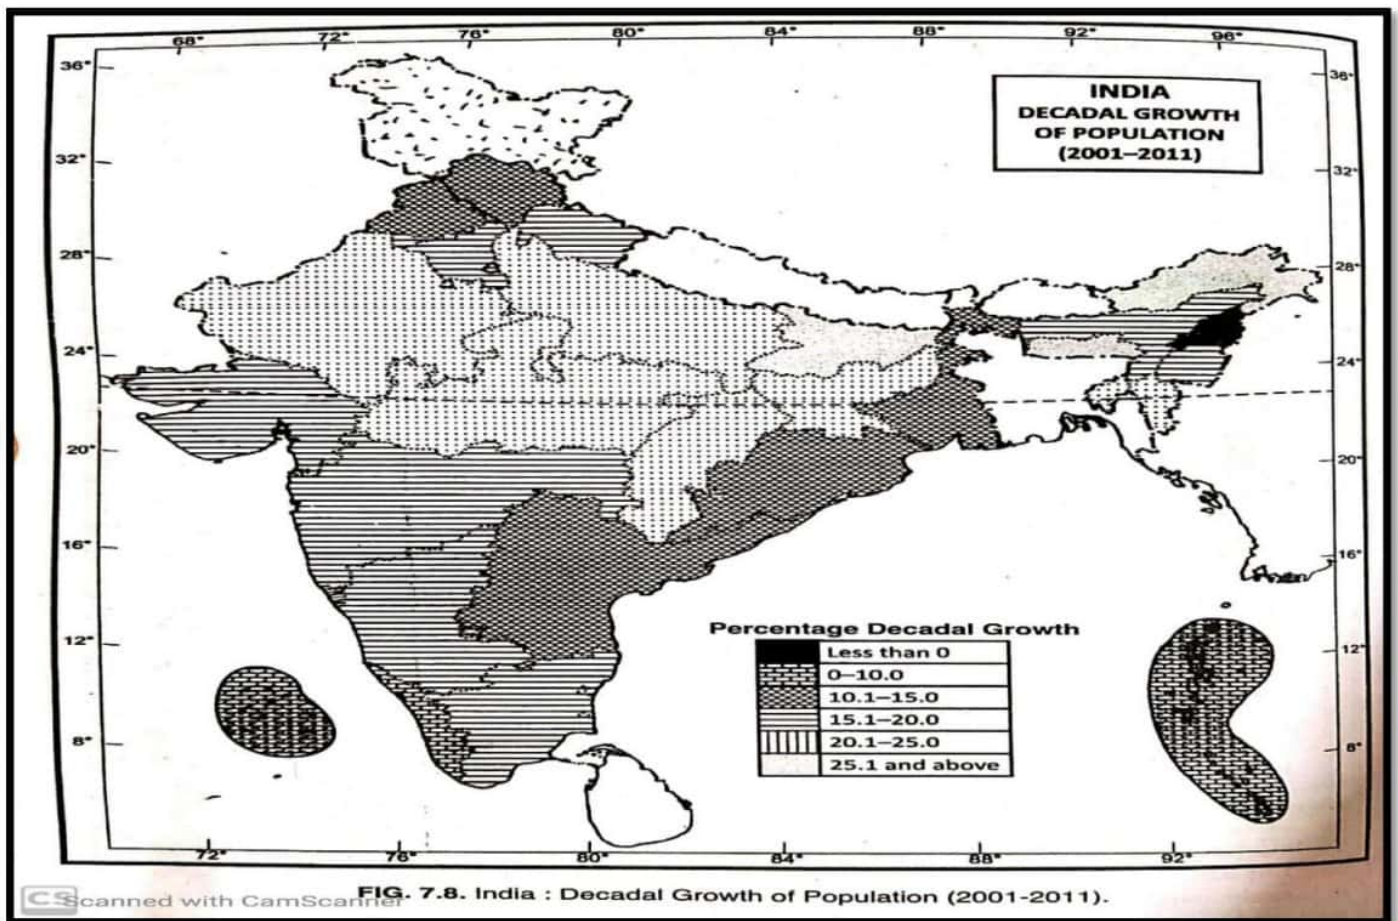 68° 72° 76° 80° 84° 88° 92° 96°
36° 36°
INDIA
DECADAL GROWTH
OF POPULATION
(2001–2011)
32° 32°
28° 28°
24° 24°
20° 20°
16° 16°
Percentage Decadal Growth
Less than 0
0–10.0
10.1–15.0
15.1–20.0
20.1–25.0
25.1 and above
12° 12°
8° 8°
72° 76° 80° 84° 88° 92°
FIG. 7.8. India : Decadal Growth of Population (2001-2011).
CS Scanned with CamScanner